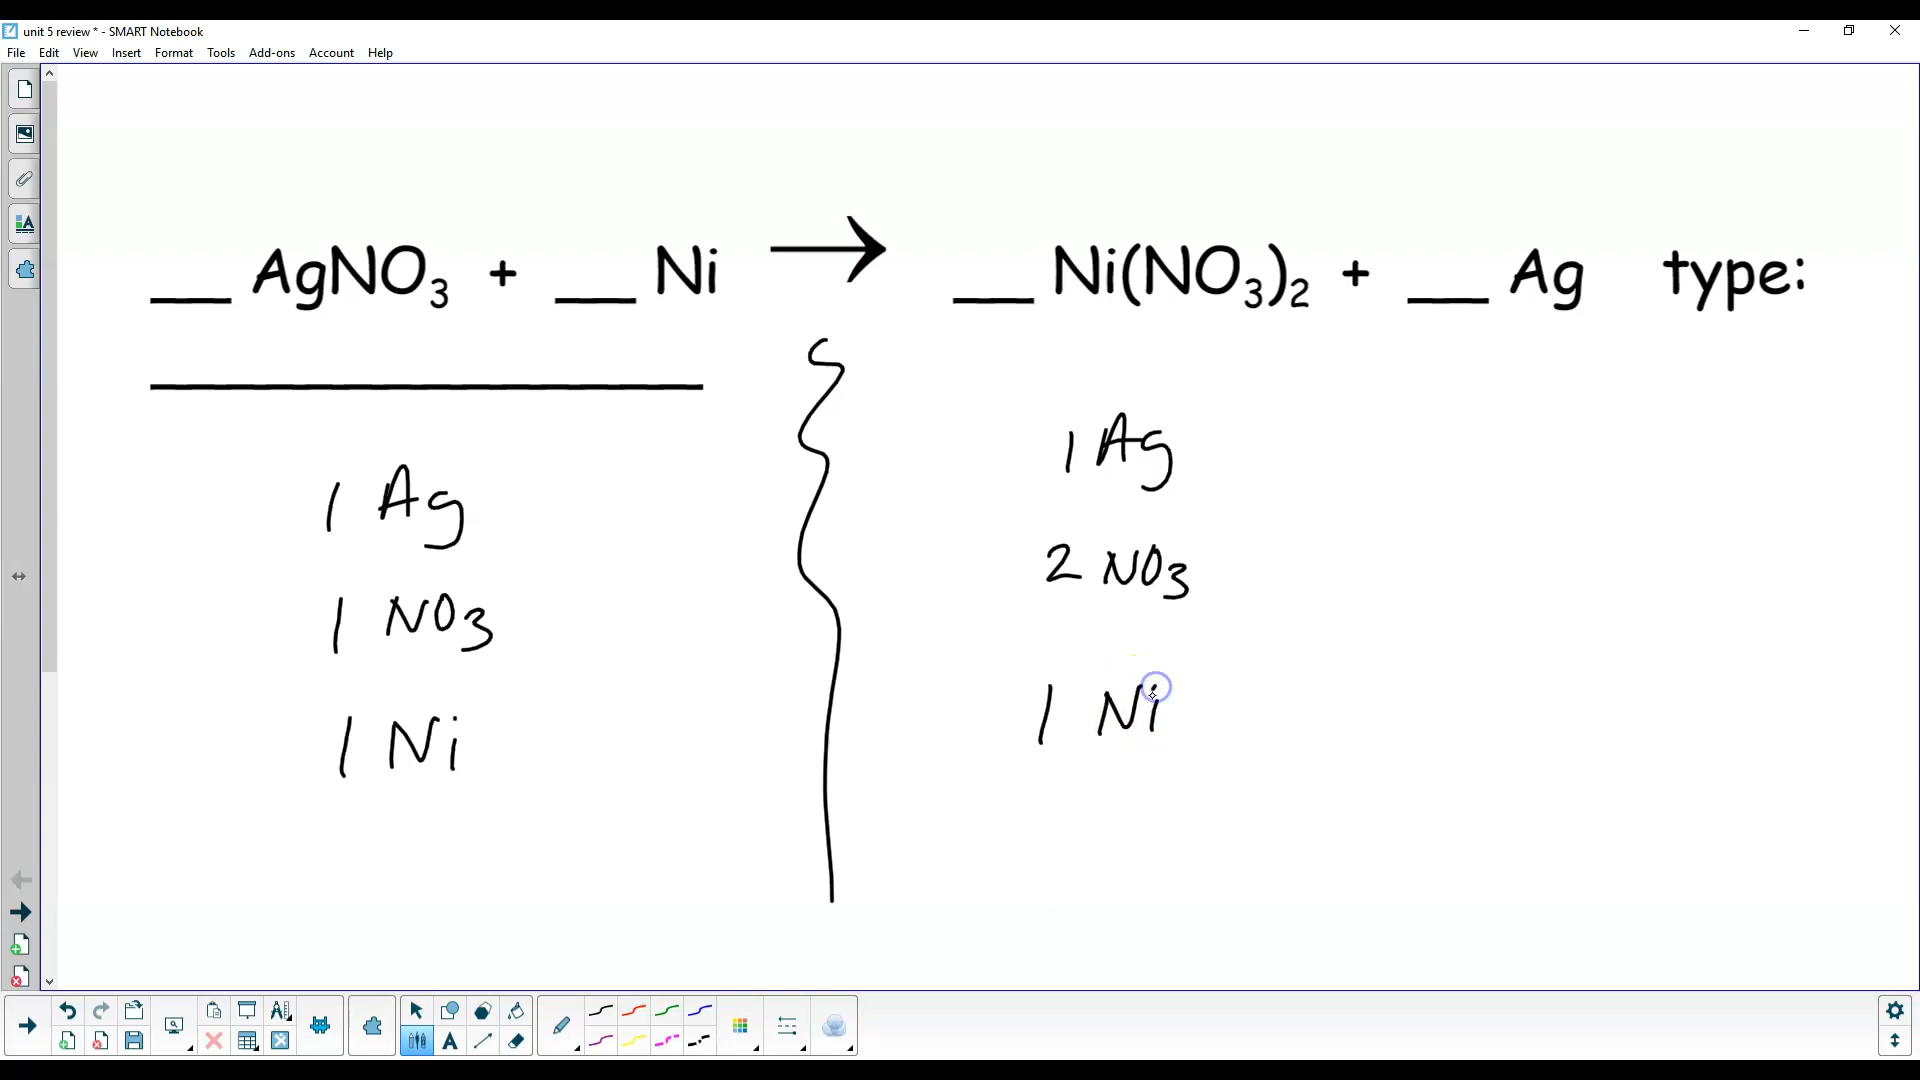 unit 5 review * - SMART Notebook
File Edit View Insert Format Tools Add-ons Account Help
__ AgNO₃ + __ Ni → __ Ni(NO₃)₂ + __ Ag type:
______________
1 Ag
1 NO₃
1 Ni
1 Ag
2 NO₃
1 Ni